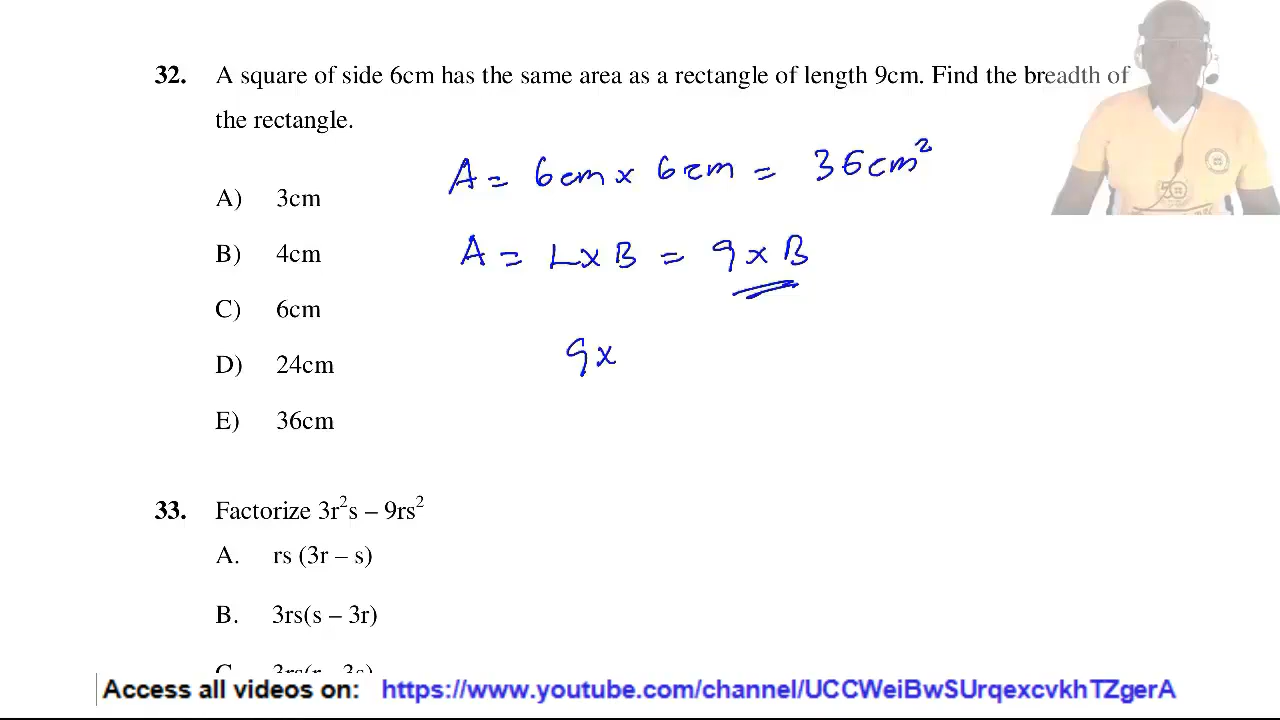 32. A square of side 6cm has the same area as a rectangle of length 9cm. Find the breadth of
the rectangle.
A = 6cm x 6cm = 36cm²
A) 3cm
B) 4cm
A = L x B = 9 x B
C) 6cm
9x
D) 24cm
E) 36cm
33. Factorize 3r²s – 9rs²
A. rs (3r – s)
B. 3rs(s – 3r)
Access all videos on: https://www.youtube.com/channel/UCCWeiBwSUrqexcvkhTZgerA